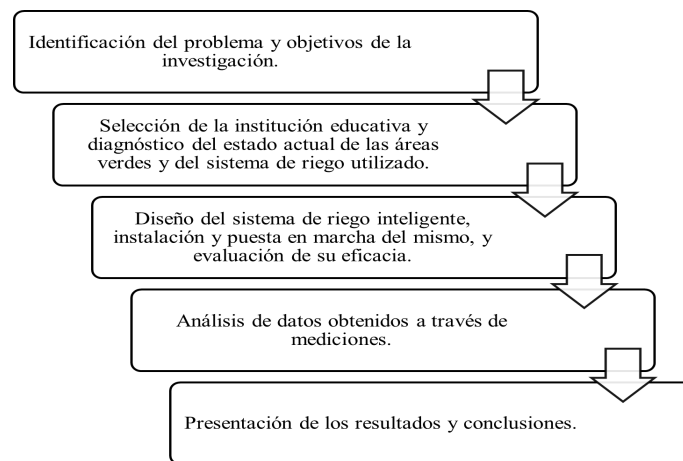 Identificación del problema y objetivos de la
investigación.
Selección de la institución educativa y
diagnóstico del estado actual de las áreas
verdes y del sistema de riego utilizado.
Diseño del sistema de riego inteligente,
instalación y puesta en marcha del mismo, y
evaluación de su eficacia.
Análisis de datos obtenidos a través de
mediciones.
Presentación de los resultados y conclusiones.